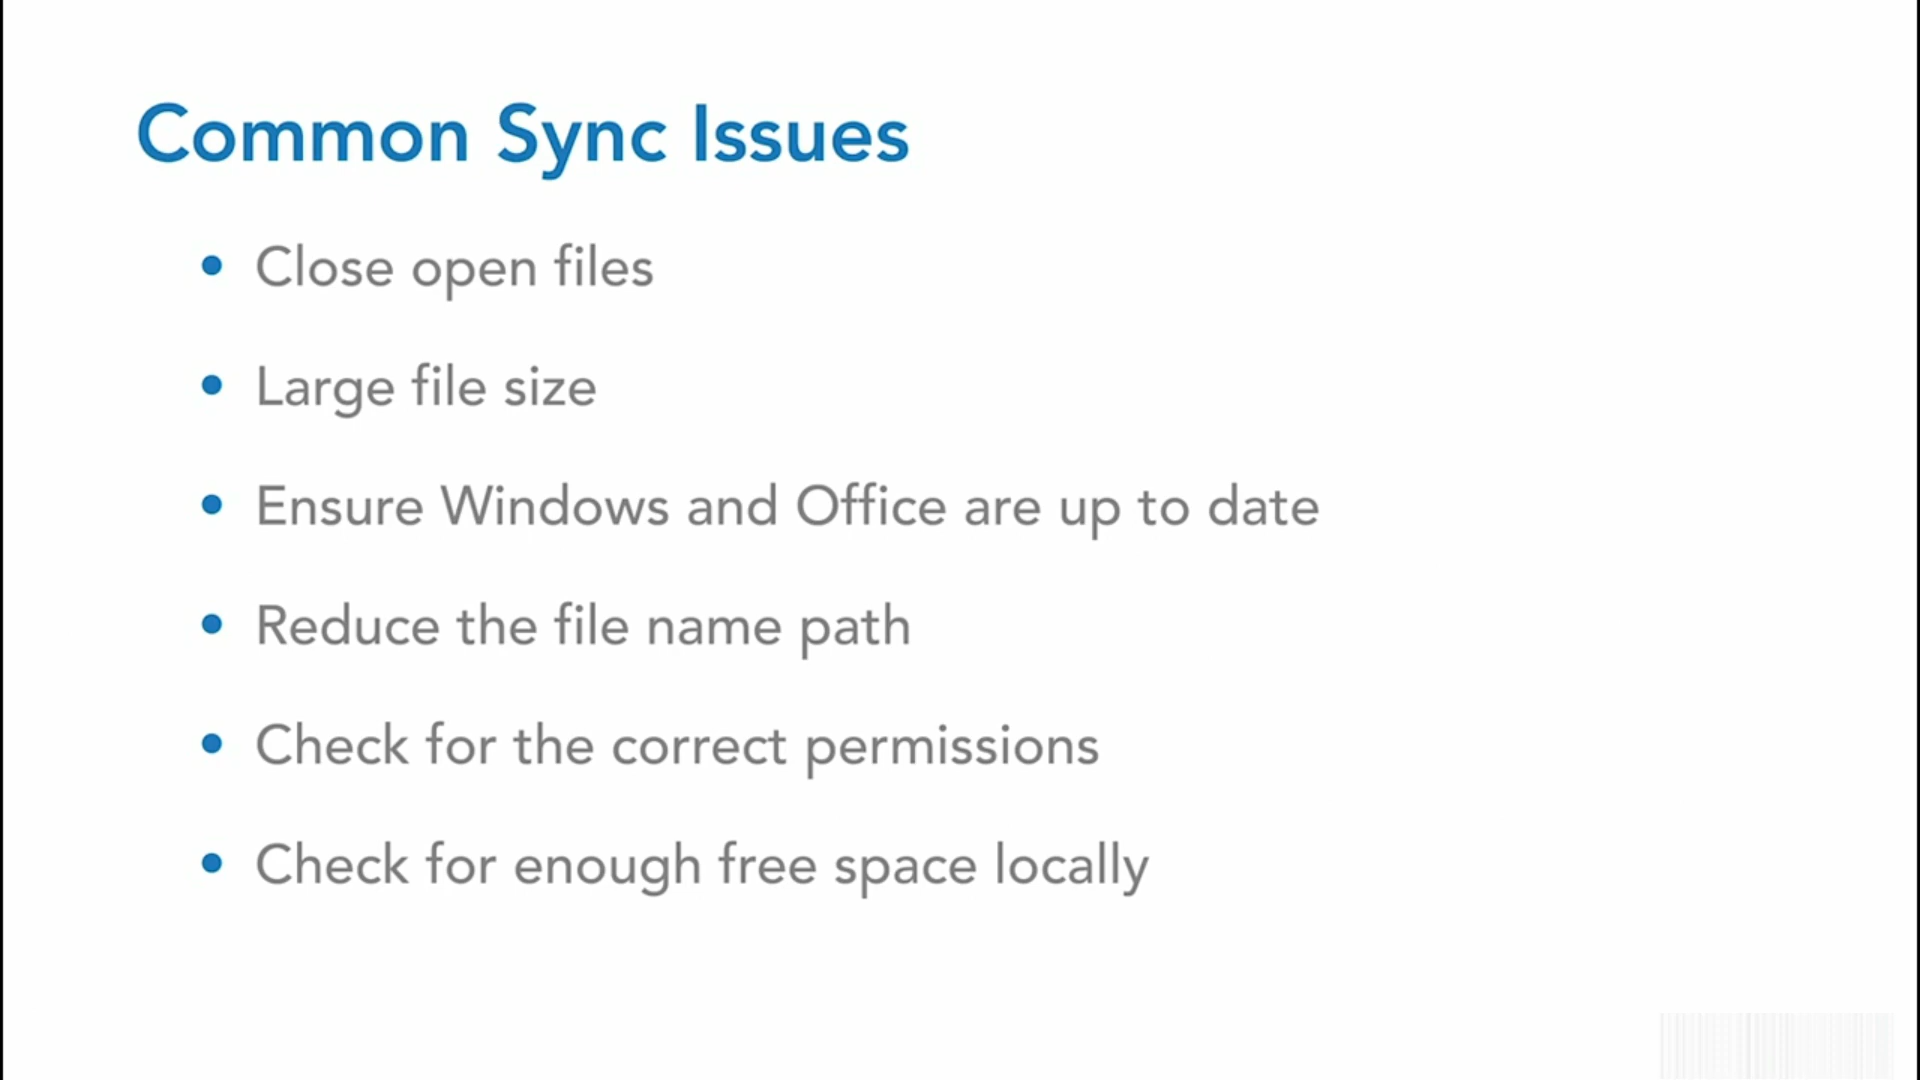 Common Sync Issues
• Close open files
• Large file size
• Ensure Windows and Office are up to date
• Reduce the file name path
• Check for the correct permissions
• Check for enough free space locally